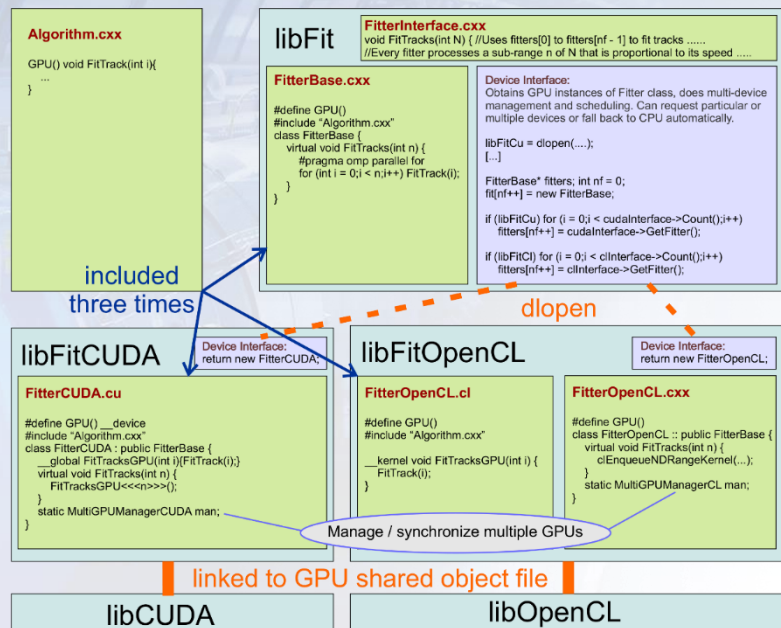 Algorithm.cxx
GPU() void FitTrack(int i){
...
}
libFit
FitterInterface.cxx
void FitTracks(int N) { //Uses fitters[0] to fitters[nf - 1] to fit tracks ......
//Every fitter processes a sub-range n of N that is proportional to its speed .....
FitterBase.cxx
#define GPU()
#include "Algorithm.cxx"
class FitterBase {
virtual void FitTracks(int n) {
#pragma omp parallel for
for (int i = 0;i < n;i++) FitTrack(i);
}
}
Device Interface:
Obtains GPU instances of Fitter class, does multi-device
management and scheduling. Can request particular or
multiple devices or fall back to CPU automatically.
libFitCu = dlopen(....);
[...]
FitterBase* fitters; int nf = 0;
fit[nf++] = new FitterBase;
if (libFitCu) for (i = 0;i < cudaInterface->Count();i++)
fitters[nf++] = cudaInterface->GetFitter();
if (libFitCl) for (i = 0;i < clInterface->Count();i++)
fitters[nf++] = clInterface->GetFitter();
included
three times
dlopen
libFitCUDA
Device Interface:
return new FitterCUDA;
FitterCUDA.cu
#define GPU() __device
#include "Algorithm.cxx"
class FitterCUDA : public FitterBase {
__global FitTracksGPU(int i){FitTrack(i);}
virtual void FitTracks(int n) {
FitTracksGPU<<<n>>>();
}
static MultiGPUManagerCUDA man;
}
libFitOpenCL
Device Interface:
return new FitterOpenCL;
FitterOpenCL.cl
#define GPU()
#include "Algorithm.cxx"
__kernel void FitTracksGPU(int i) {
FitTrack(i);
}
FitterOpenCL.cxx
#define GPU()
class FitterOpenCL :: public FitterBase {
virtual void FitTracks(int n) {
clEnqueueNDRangeKernel(...);
}
static MultiGPUManagerCL man;
}
Manage / synchronize multiple GPUs
linked to GPU shared object file
libCUDA
libOpenCL